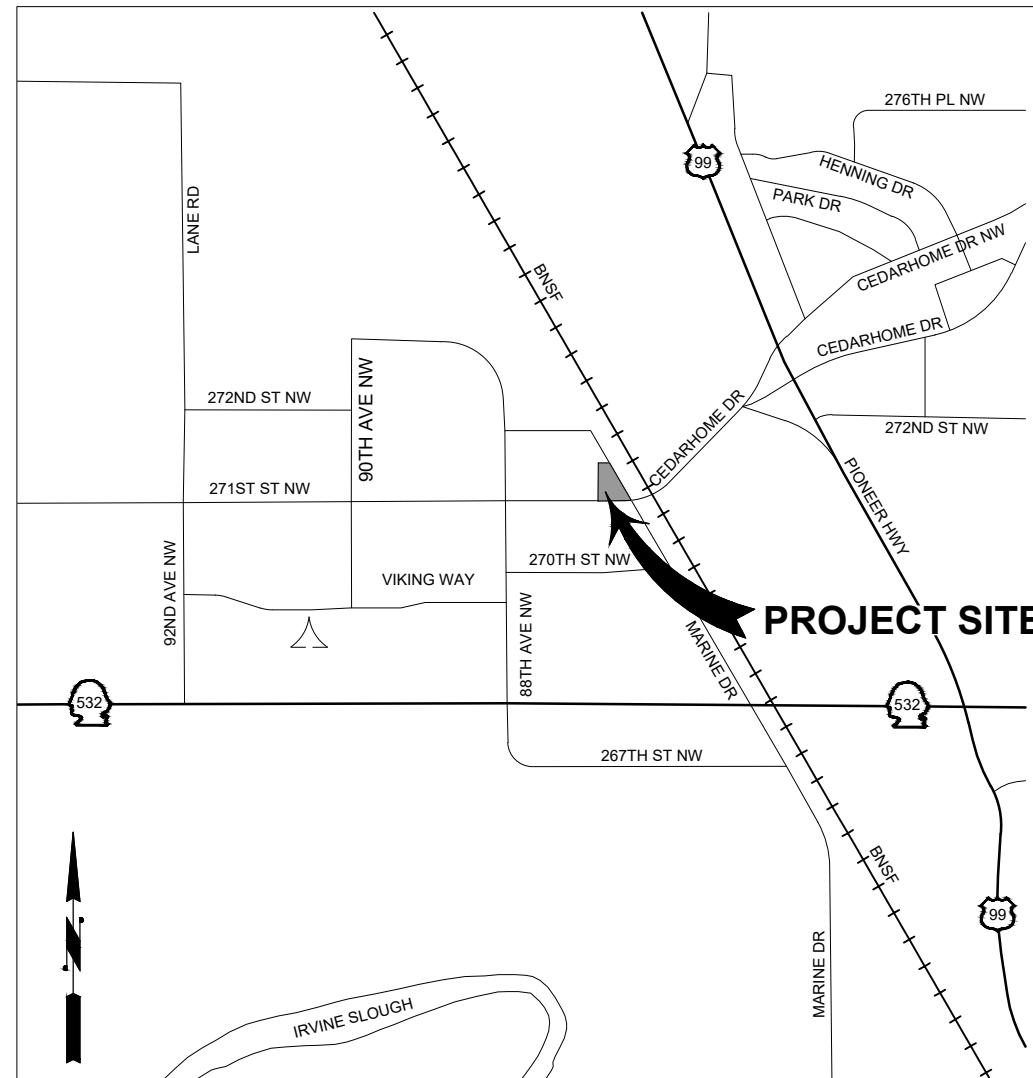 276TH PL NW
99
HENNING DR
PARK DR
LANE RD
CEDARHOME DR NW
BNSF
CEDARHOME DR
90TH AVE NW
272ND ST NW
CEDARHOME DR
272ND ST NW
271ST ST NW
PIONEER HWY
270TH ST NW
VIKING WAY
92ND AVE NW
88TH AVE NW
PROJECT SITE
MARINE DR
532
532
267TH ST NW
BNSF
99
N
MARINE DR
IRVINE SLOUGH